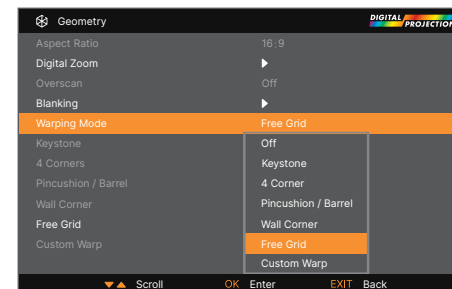 Geometry DIGITAL PROJECTION
Aspect Ratio 16:9
Digital Zoom
Overscan Off
Blanking
Warping Mode Free Grid
Keystone Off
4 Corners Keystone
Pincushion / Barrel 4 Corner
Wall Corner Pincushion / Barrel
Free Grid Wall Corner
Custom Warp Free Grid
Custom Warp
Scroll OK Enter EXIT Back